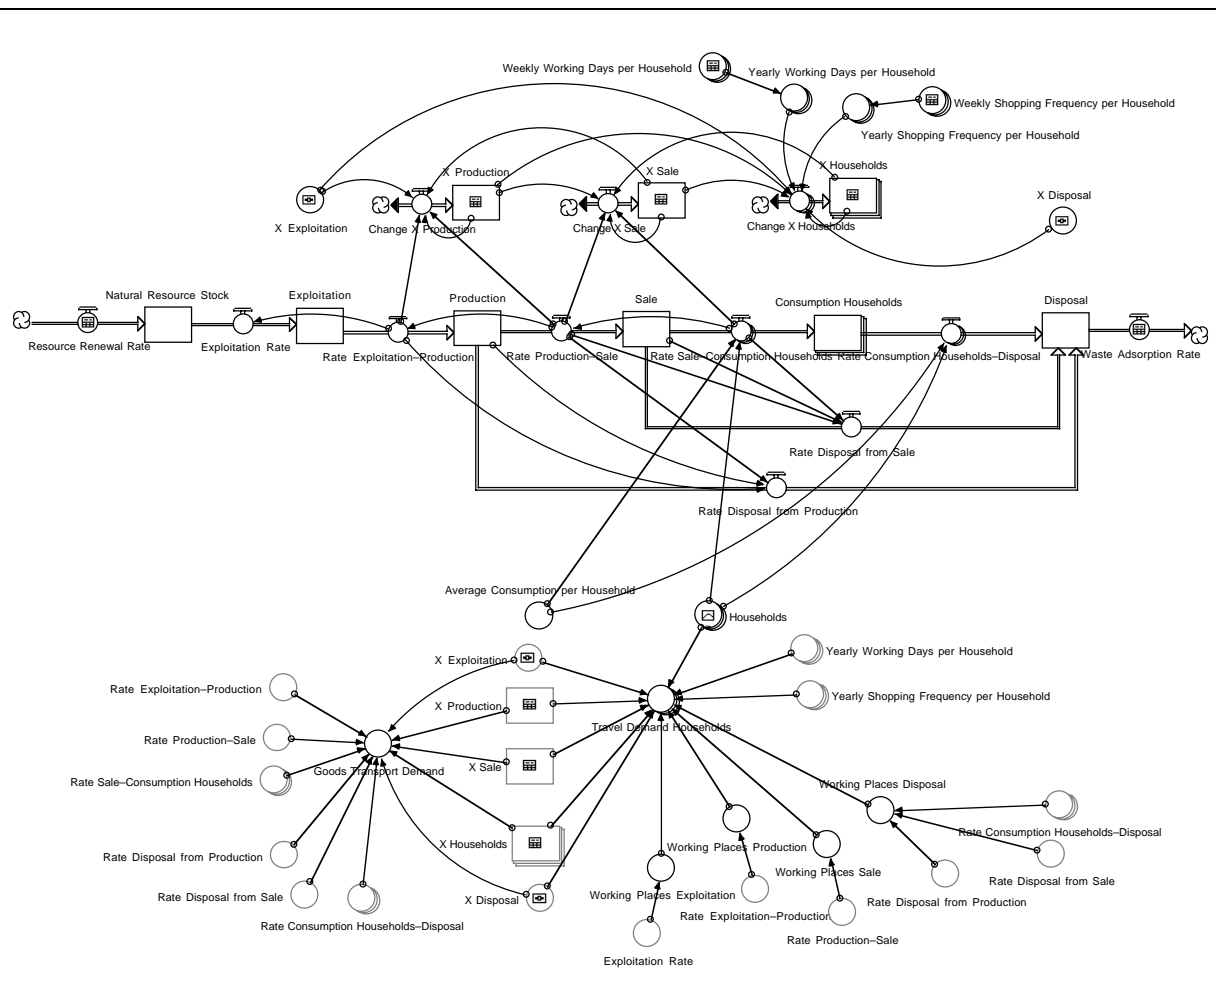 Weekly Working Days per Household
Yearly Working Days per Household
Weekly Shopping Frequency per Household
Yearly Shopping Frequency per Household
X Production
X Sale
X Households
X Disposal
X Exploitation
Change X Production
Change X Sale
Change X Households
Natural Resource Stock
Exploitation
Production
Sale
Consumption Households
Disposal
Resource Renewal Rate
Exploitation Rate
Rate Exploitation–Production
Rate Production–Sale
Rate Sale–Consumption Households
Rate Consumption Households–Disposal
Waste Adsorption Rate
Rate Disposal from Sale
Rate Disposal from Production
Average Consumption per Household
Households
X Exploitation
Yearly Working Days per Household
Rate Exploitation–Production
Yearly Shopping Frequency per Household
X Production
Travel Demand Households
Rate Production–Sale
Goods Transport Demand
X Sale
Rate Sale–Consumption Households
Working Places Disposal
Rate Consumption Households–Disposal
X Households
Working Places Production
Rate Disposal from Production
Working Places Sale
Rate Disposal from Sale
Rate Disposal from Sale
X Disposal
Working Places Exploitation
Rate Disposal from Production
Rate Exploitation–Production
Rate Consumption Households–Disposal
Rate Production–Sale
Exploitation Rate